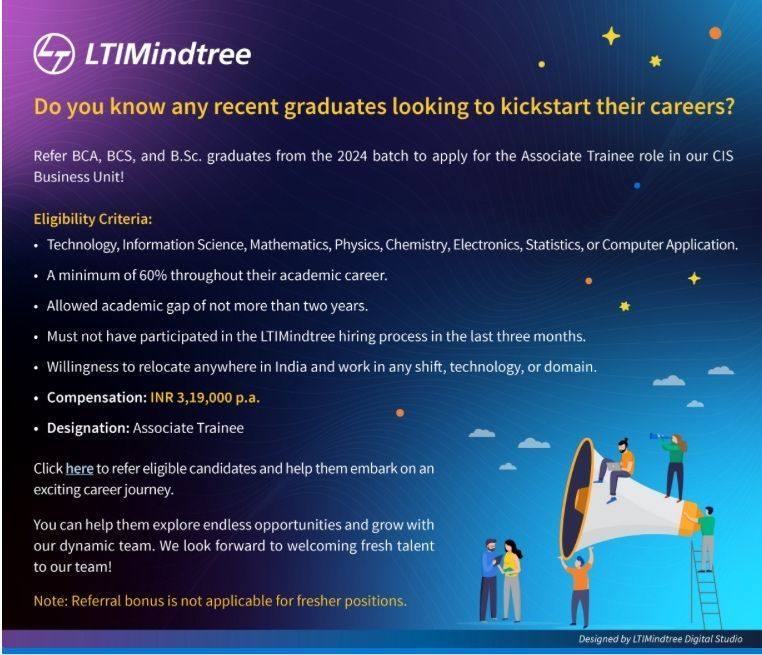 LTIMindtree
Do you know any recent graduates looking to kickstart their careers?
Refer BCA, BCS, and B.Sc. graduates from the 2024 batch to apply for the Associate Trainee role in our CIS
Business Unit!
Eligibility Criteria:
• Technology, Information Science, Mathematics, Physics, Chemistry, Electronics, Statistics, or Computer Application.
• A minimum of 60% throughout their academic career.
• Allowed academic gap of not more than two years.
• Must not have participated in the LTIMindtree hiring process in the last three months.
• Willingness to relocate anywhere in India and work in any shift, technology, or domain.
• Compensation: INR 3,19,000 p.a.
• Designation: Associate Trainee
Click here to refer eligible candidates and help them embark on an
exciting career journey.
You can help them explore endless opportunities and grow with
our dynamic team. We look forward to welcoming fresh talent
to our team!
Note: Referral bonus is not applicable for fresher positions.
Designed by LTIMindtree Digital Studio